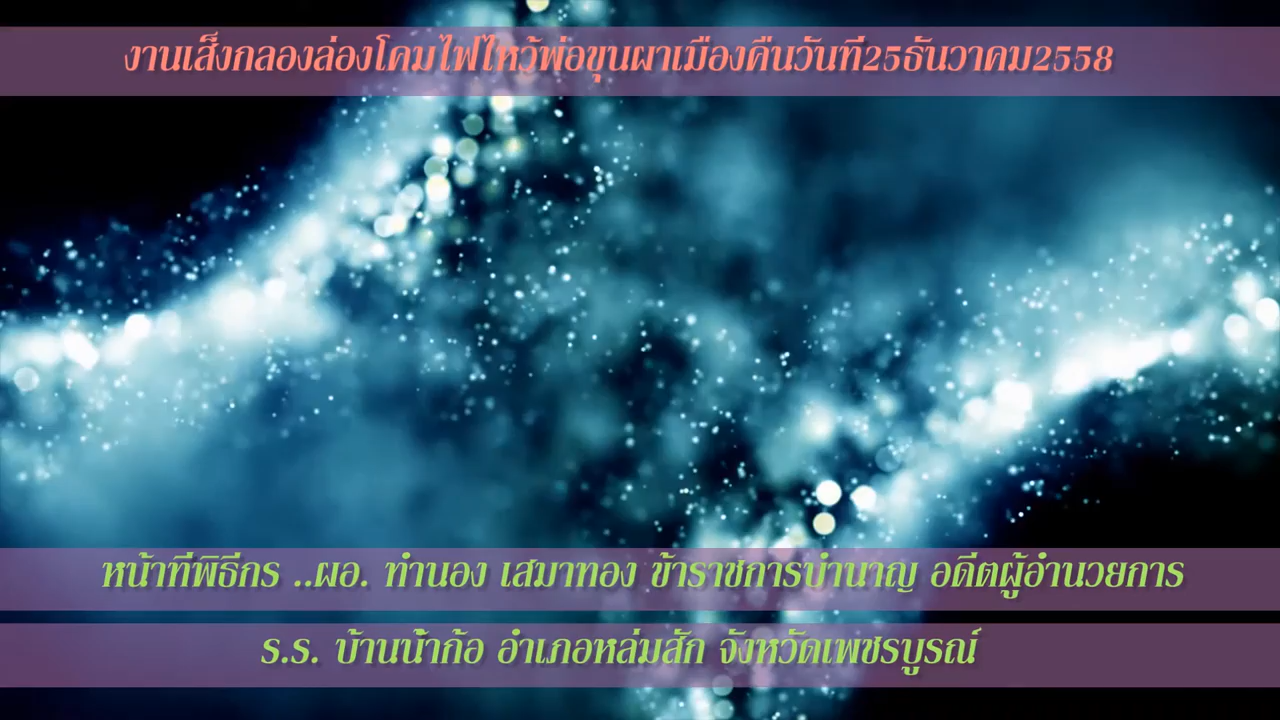 งานเส็งกลองล่องโคมไฟไหว้พ่อขุนผาเมืองคืนวันที่25ธันวาคม2558
หน้าที่พิธีกร ..ผอ. ทำนอง เสมาทอง ข้าราชการบำนาญ อดีตผู้อำนวยการ
ร.ร. บ้านน้ำก้อ อำเภอหล่มสัก จังหวัดเพชรบูรณ์